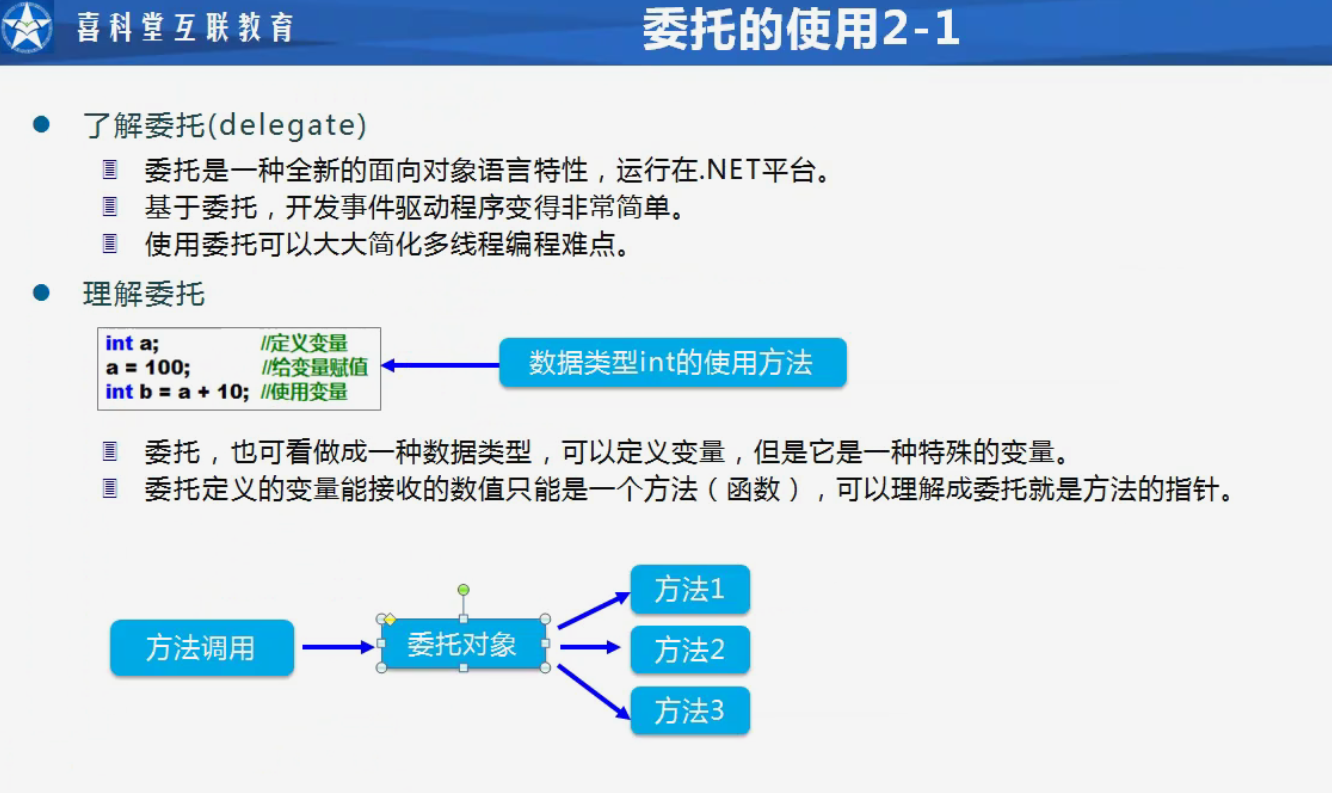 喜科堂互联教育
委托的使用2-1
了解委托(delegate)
委托是一种全新的面向对象语言特性，运行在.NET平台。
基于委托，开发事件驱动程序变得非常简单。
使用委托可以大大简化多线程编程难点。
理解委托
int a; //定义变量
a = 100; //给变量赋值
int b = a + 10; //使用变量
数据类型int的使用方法
委托，也可看做成一种数据类型，可以定义变量，但是它是一种特殊的变量。
委托定义的变量能接收的数值只能是一个方法（函数），可以理解成委托就是方法的指针。
方法调用
委托对象
方法1
方法2
方法3